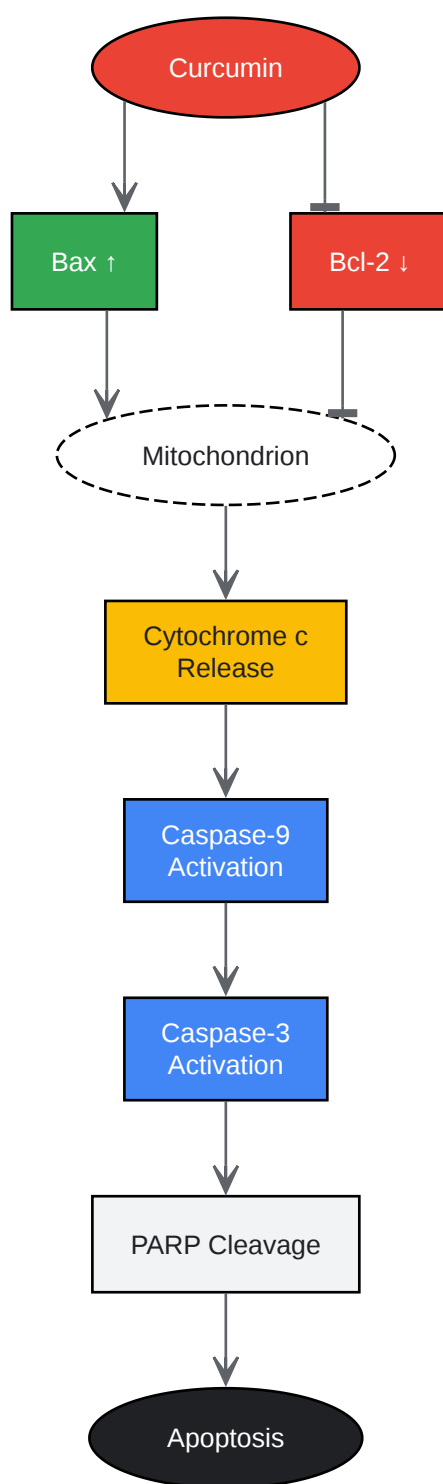 Curcumin
Bax ↑
Bcl-2 ↓
Mitochondrion
Cytochrome c
Release
Caspase-9
Activation
Caspase-3
Activation
PARP Cleavage
Apoptosis